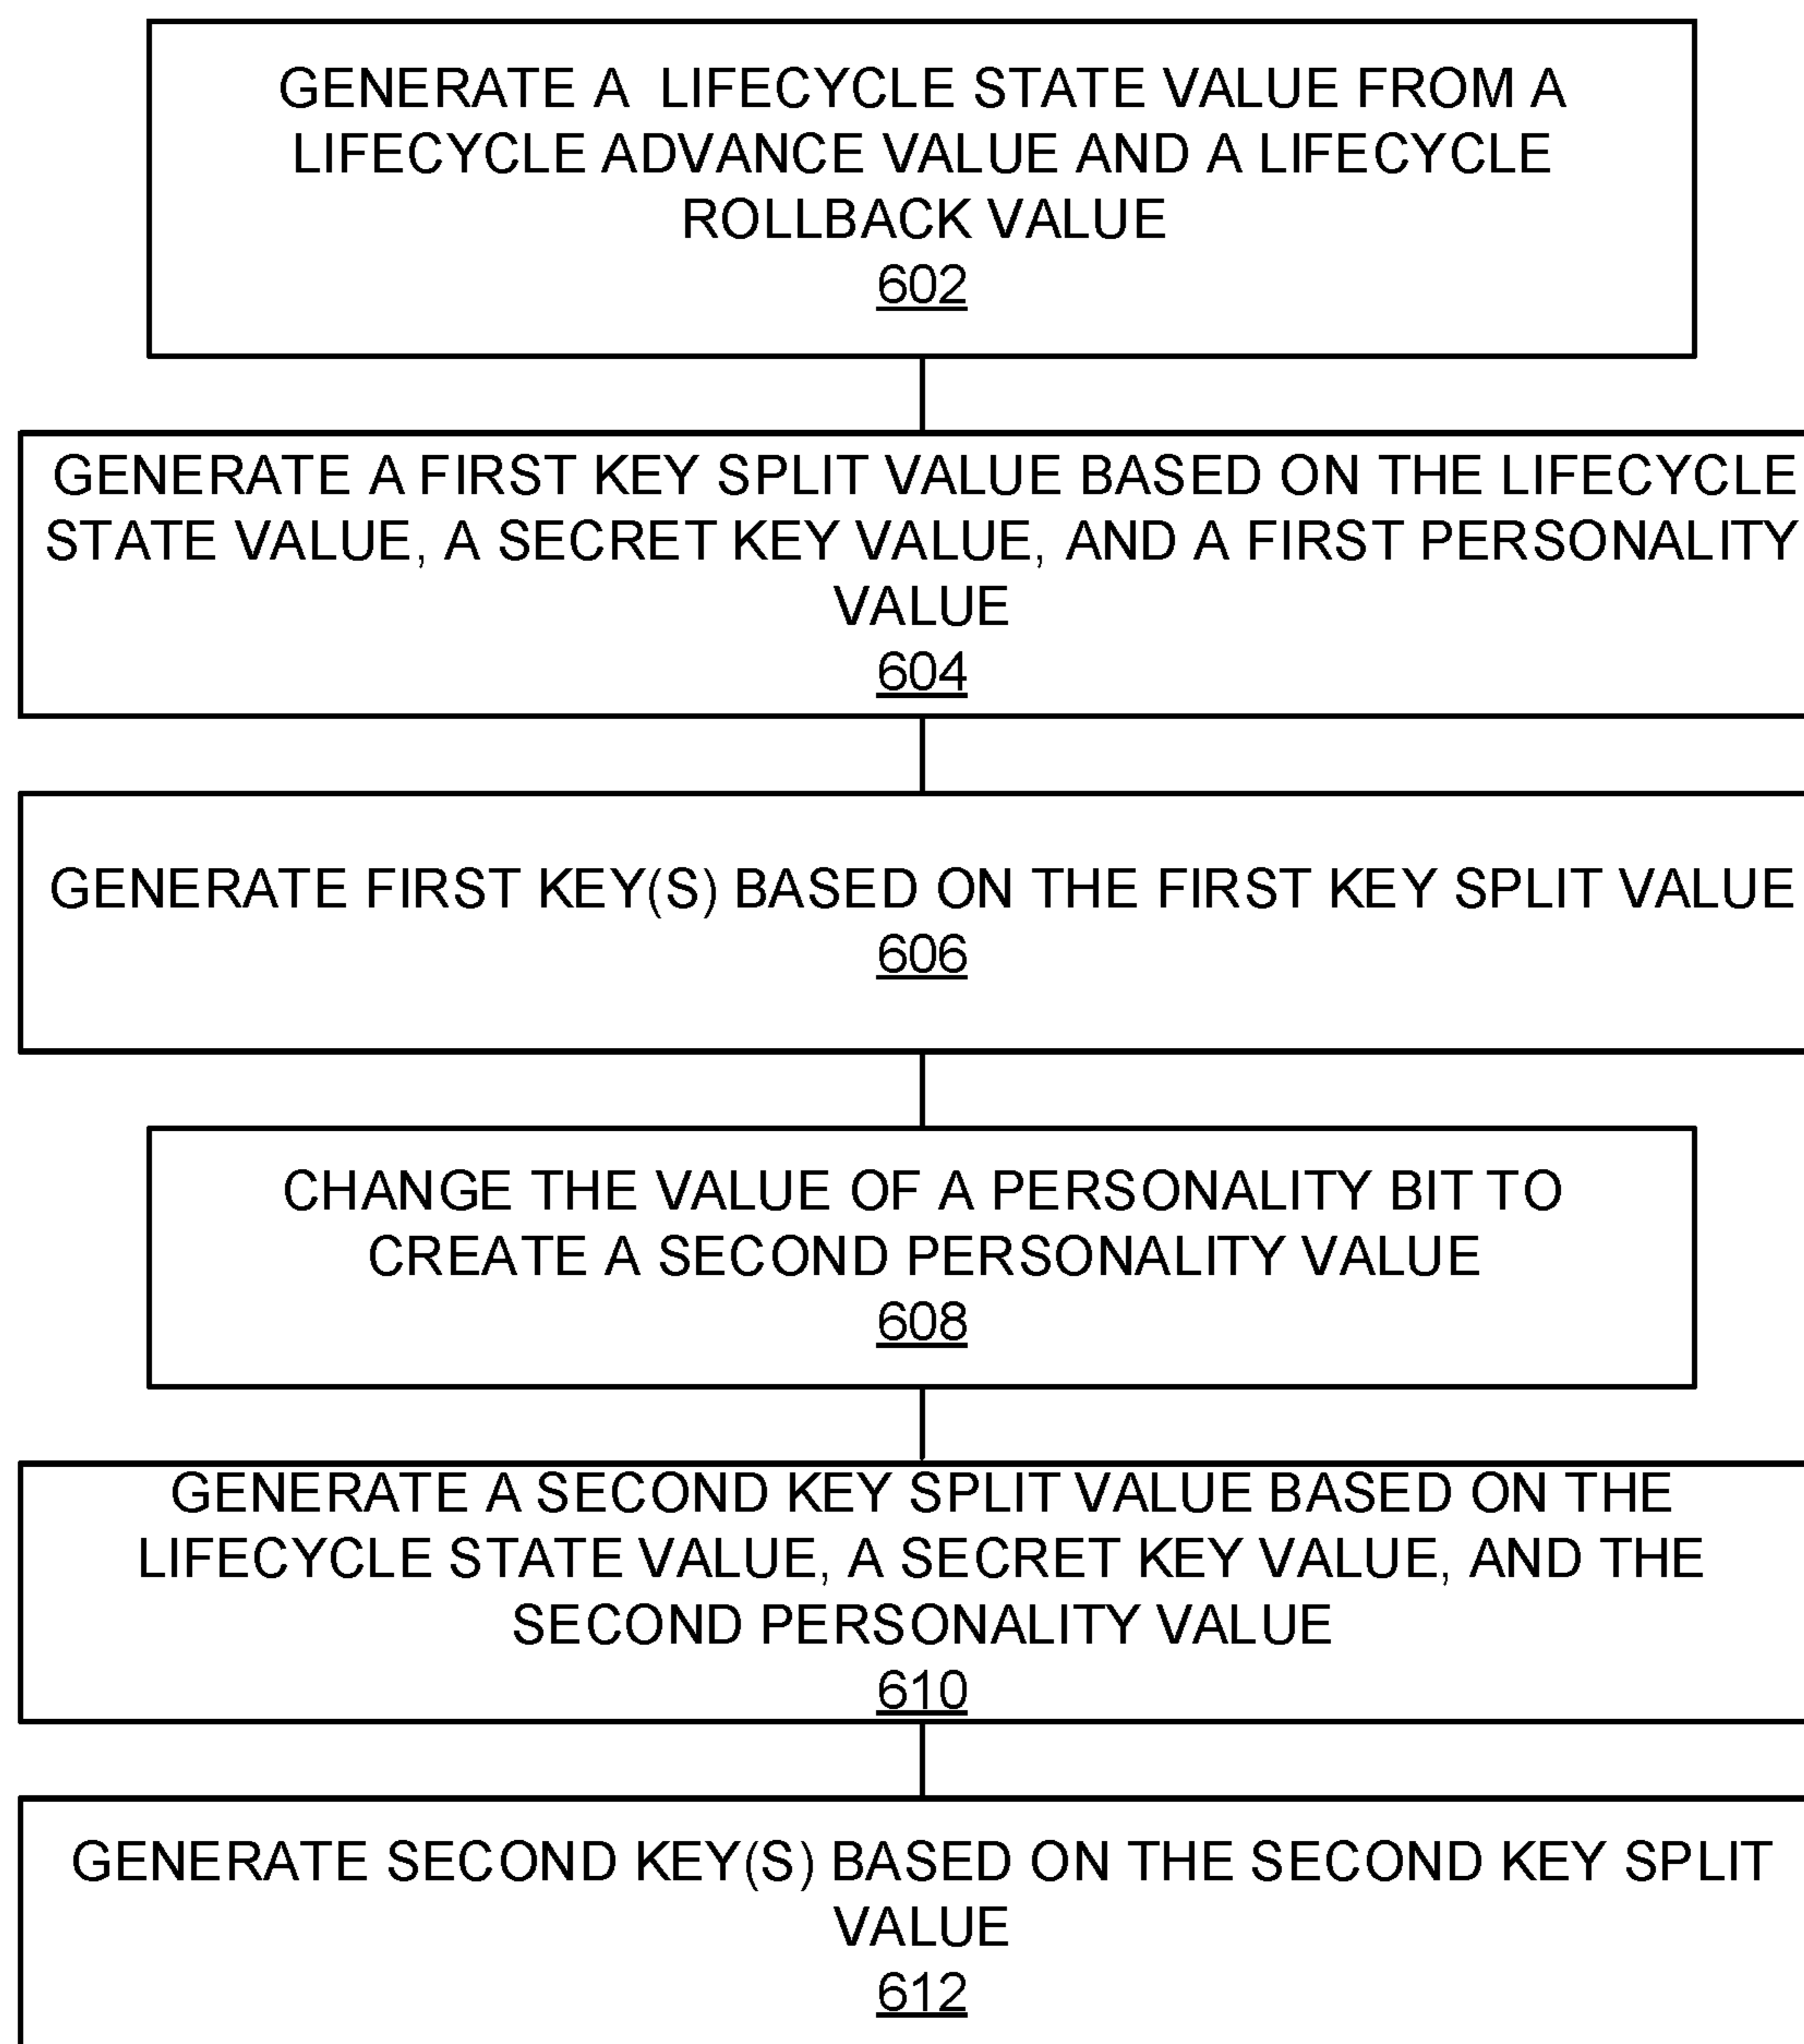 GENERATE A LIFECYCLE STATE VALUE FROM A
LIFECYCLE ADVANCE VALUE AND A LIFECYCLE
ROLLBACK VALUE
602
GENERATE A FIRST KEY SPLIT VALUE BASED ON THE LIFECYCLE
STATE VALUE, A SECRET KEY VALUE, AND A FIRST PERSONALITY
VALUE
604
GENERATE FIRST KEY(S) BASED ON THE FIRST KEY SPLIT VALUE
606
CHANGE THE VALUE OF A PERSONALITY BIT TO
CREATE A SECOND PERSONALITY VALUE
608
GENERATE A SECOND KEY SPLIT VALUE BASED ON THE
LIFECYCLE STATE VALUE, A SECRET KEY VALUE, AND THE
SECOND PERSONALITY VALUE
610
GENERATE SECOND KEY(S) BASED ON THE SECOND KEY SPLIT
VALUE
612